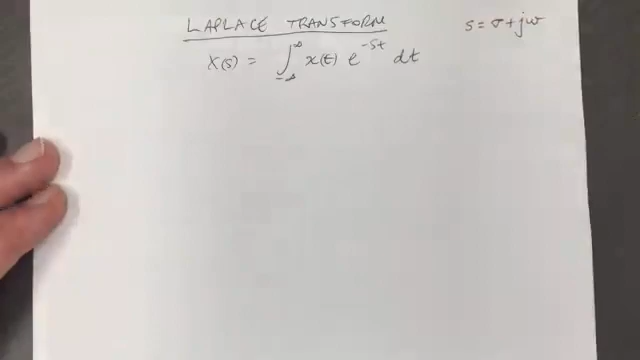 LAPLACE TRANSFORM
s = σ + jω
X(s) = ∫_{-∞}^{∞} x(t) e^{-st} dt